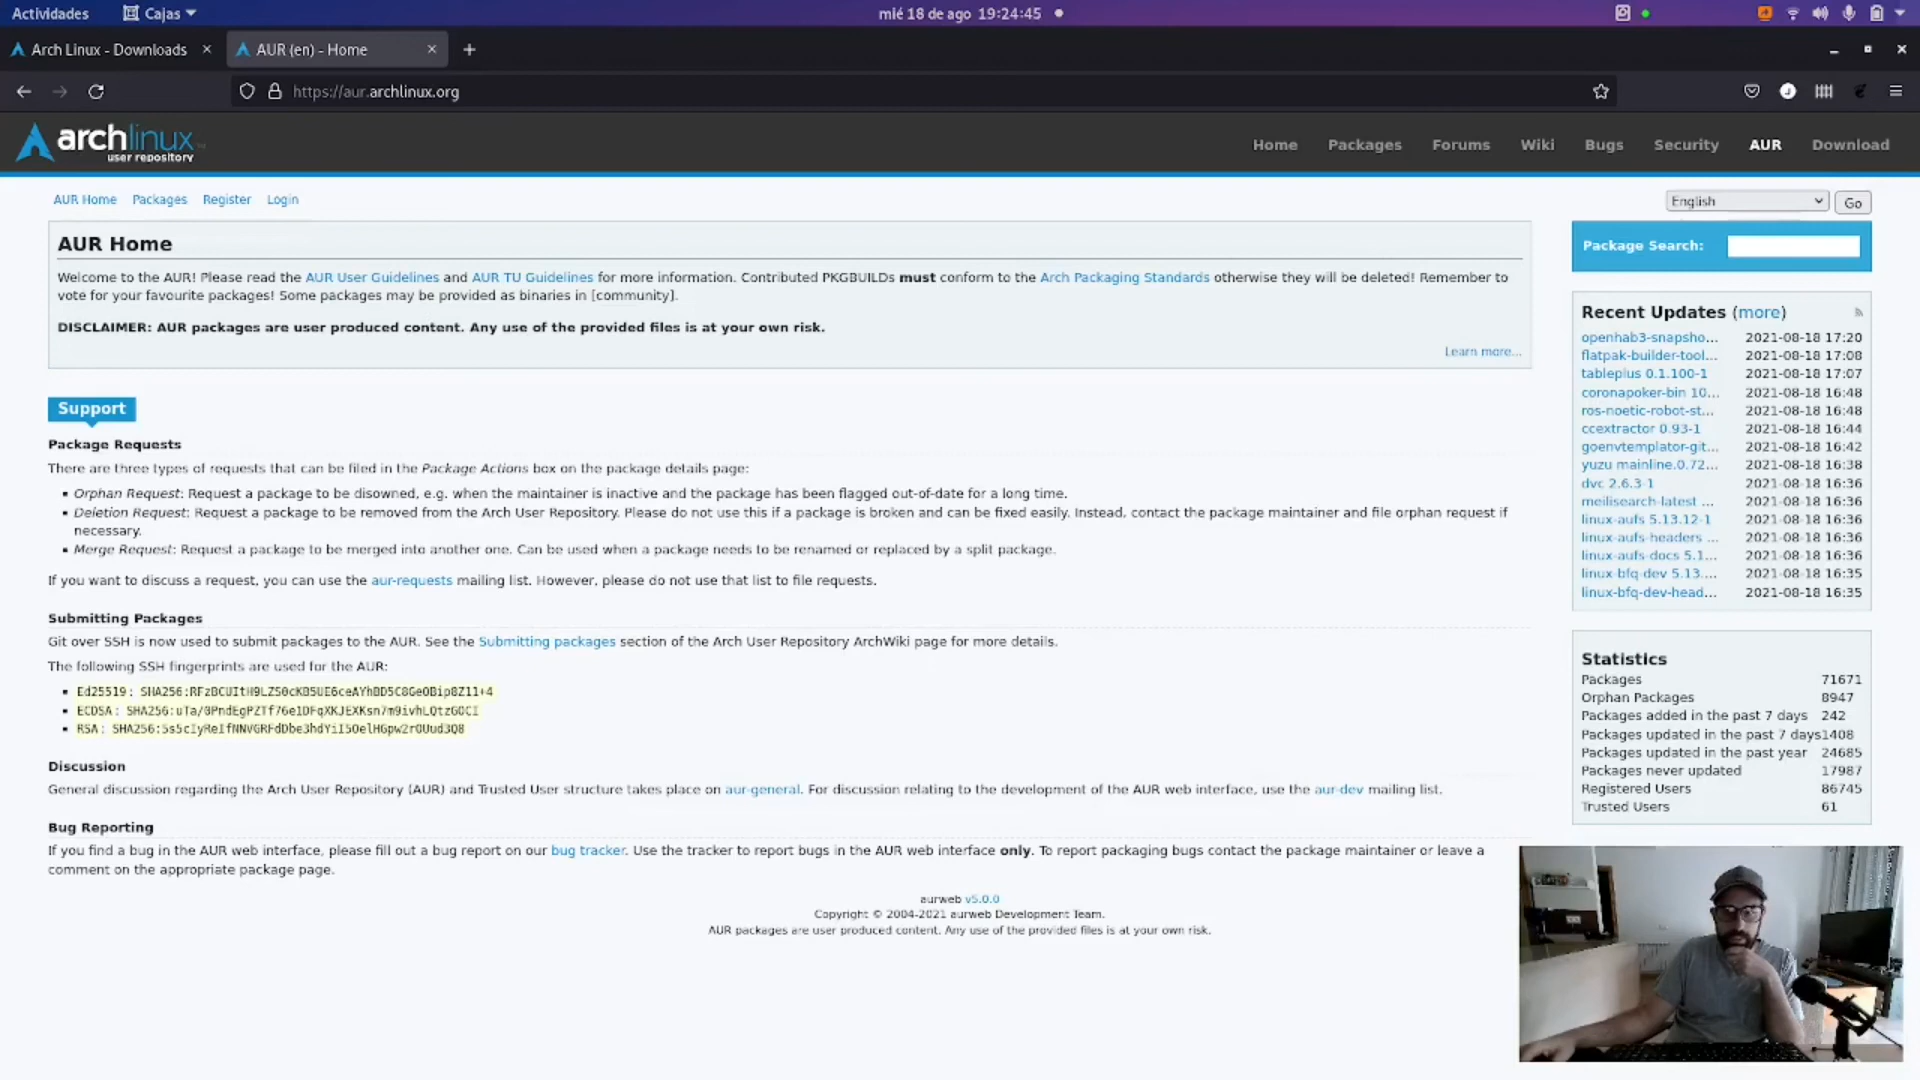 Actividades Cajas mié 18 de ago 19:24:45
Arch Linux - Downloads AUR (en) - Home
https://aur.archlinux.org
archlinux
user repository
Home Packages Forums Wiki Bugs Security AUR Download
AUR Home Packages Register Login
English Go
AUR Home
Welcome to the AUR! Please read the AUR User Guidelines and AUR TU Guidelines for more information. Contributed PKGBUILDs must conform to the Arch Packaging Standards otherwise they will be deleted! Remember to
vote for your favourite packages! Some packages may be provided as binaries in [community].
DISCLAIMER: AUR packages are user produced content. Any use of the provided files is at your own risk.
Learn more...
Support
Package Requests
There are three types of requests that can be filed in the Package Actions box on the package details page:
Orphan Request: Request a package to be disowned, e.g. when the maintainer is inactive and the package has been flagged out-of-date for a long time.
Deletion Request: Request a package to be removed from the Arch User Repository. Please do not use this if a package is broken and can be fixed easily. Instead, contact the package maintainer and file orphan request if
necessary.
Merge Request: Request a package to be merged into another one. Can be used when a package needs to be renamed or replaced by a split package.
If you want to discuss a request, you can use the aur-requests mailing list. However, please do not use that list to file requests.
Submitting Packages
Git over SSH is now used to submit packages to the AUR. See the Submitting packages section of the Arch User Repository ArchWiki page for more details.
The following SSH fingerprints are used for the AUR:
Ed25519:
ECDSA:
RSA:
Discussion
General discussion regarding the Arch User Repository (AUR) and Trusted User structure takes place on aur-general. For discussion relating to the development of the AUR web interface, use the aur-dev mailing list.
Bug Reporting
If you find a bug in the AUR web interface, please fill out a bug report on our bug tracker. Use the tracker to report bugs in the AUR web interface only. To report packaging bugs contact the package maintainer or leave a
comment on the appropriate package page.
aurweb v5.0.0
Copyright © 2004-2021 aurweb Development Team.
AUR packages are user produced content. Any use of the provided files is at your own risk.
Package Search:
Recent Updates (more)
openhab3-snapsho... 2021-08-18 17:20
flatpak-builder-tool... 2021-08-18 17:08
tableplus 0.1.100-1 2021-08-18 17:07
coronapoker-bin 10... 2021-08-18 16:48
ros-noetic-robot-st... 2021-08-18 16:48
ccextractor 0.93-1 2021-08-18 16:44
goenvtemplator-git... 2021-08-18 16:42
yuzu mainline.0.72... 2021-08-18 16:38
dvc 2.6.3-1 2021-08-18 16:36
meilisearch-latest ... 2021-08-18 16:36
linux-aufs 5.13.12-1 2021-08-18 16:36
linux-aufs-headers ... 2021-08-18 16:36
linux-aufs-docs 5.1... 2021-08-18 16:36
linux-bfq-dev 5.13.... 2021-08-18 16:35
linux-bfq-dev-head... 2021-08-18 16:35
Statistics
Packages 71671
Orphan Packages 8947
Packages added in the past 7 days 242
Packages updated in the past 7 days 1408
Packages updated in the past year 24685
Packages never updated 17987
Registered Users 86745
Trusted Users 61